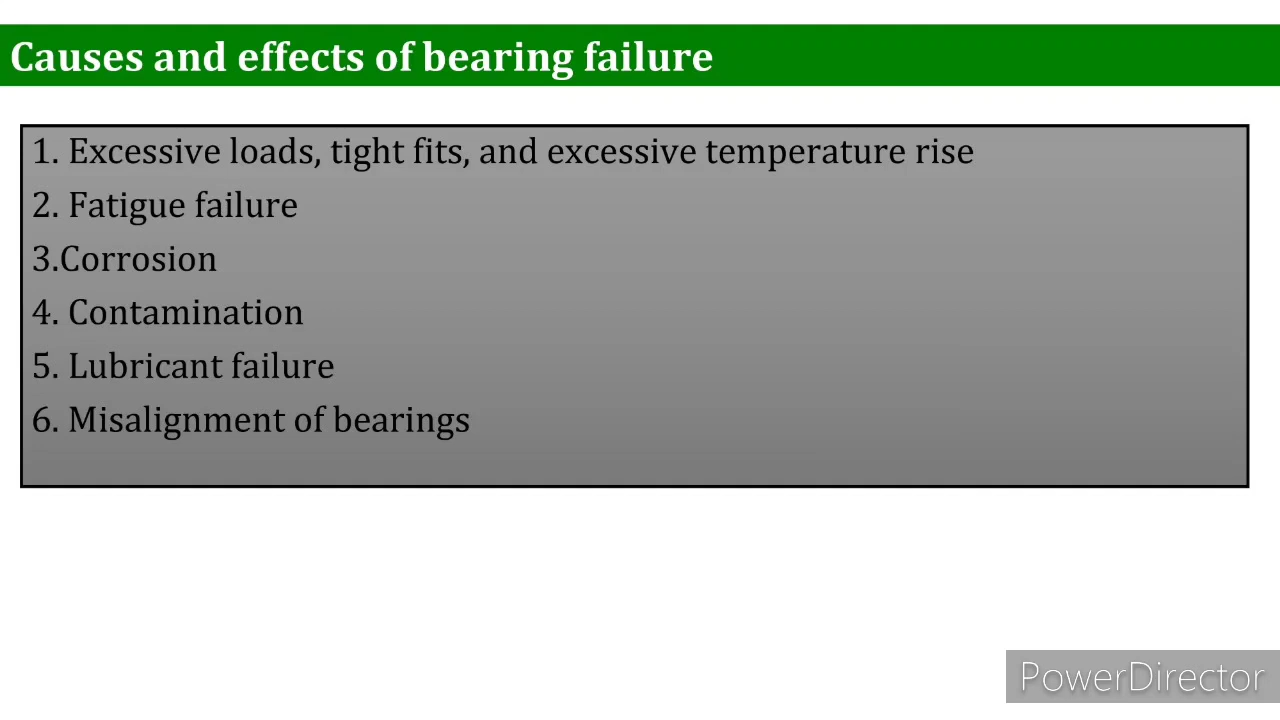 Causes and effects of bearing failure
1. Excessive loads, tight fits, and excessive temperature rise
2. Fatigue failure
3.Corrosion
4. Contamination
5. Lubricant failure
6. Misalignment of bearings
PowerDirector